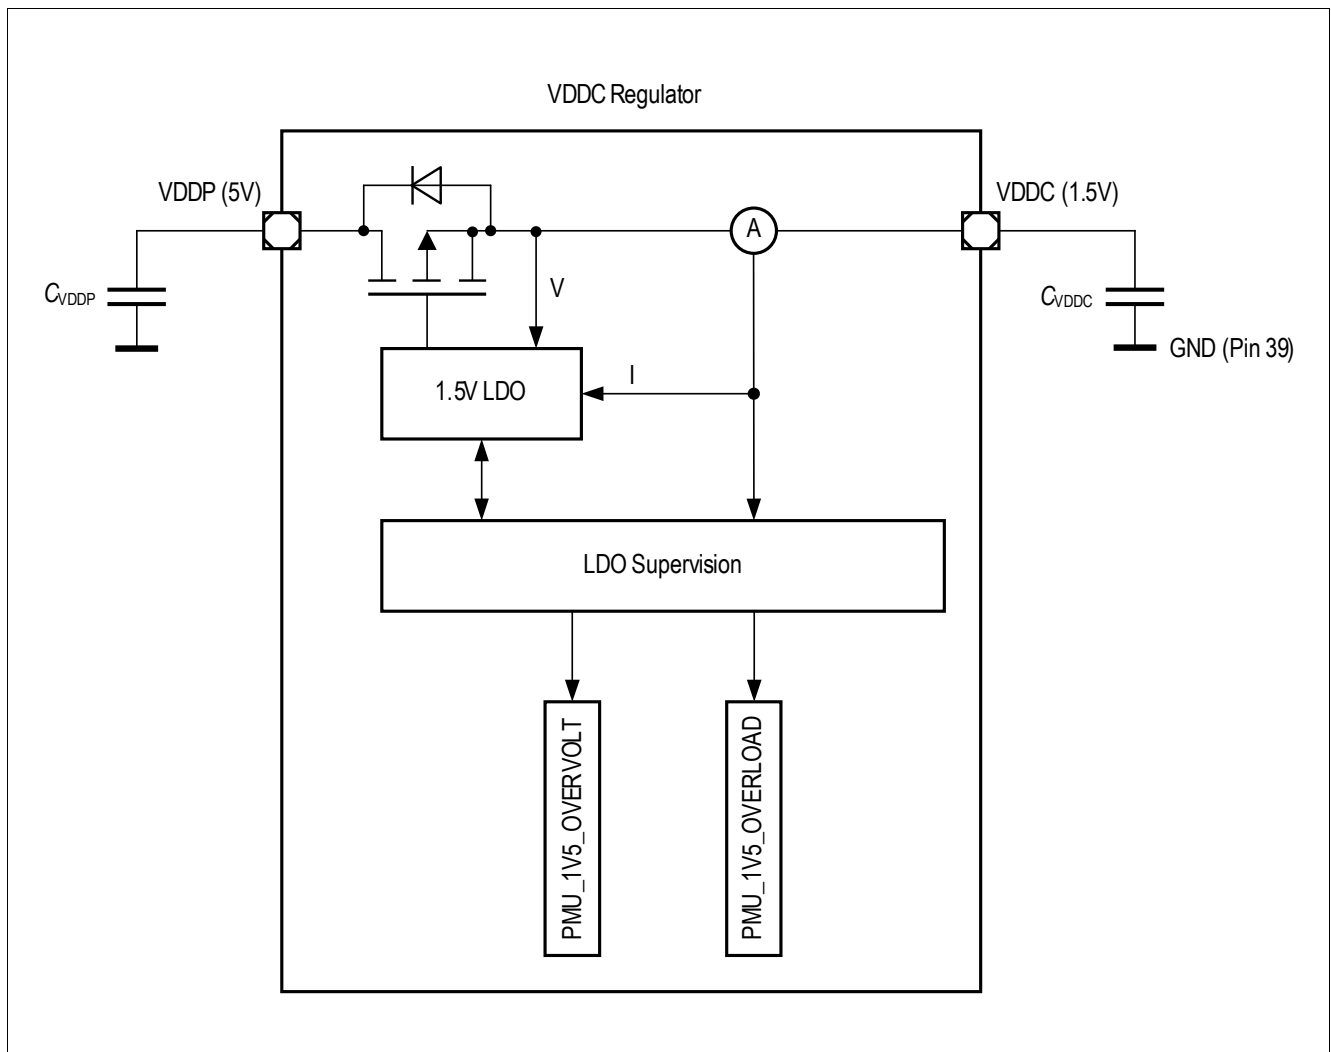 VDDC Regulator
VDDP (5V)
VDDC (1.5V)
A
CVDDP
V
CVDDC
GND (Pin 39)
I
1.5V LDO
LDO Supervision
PMU_1V5_OVERVOLT
PMU_1V5_OVERLOAD